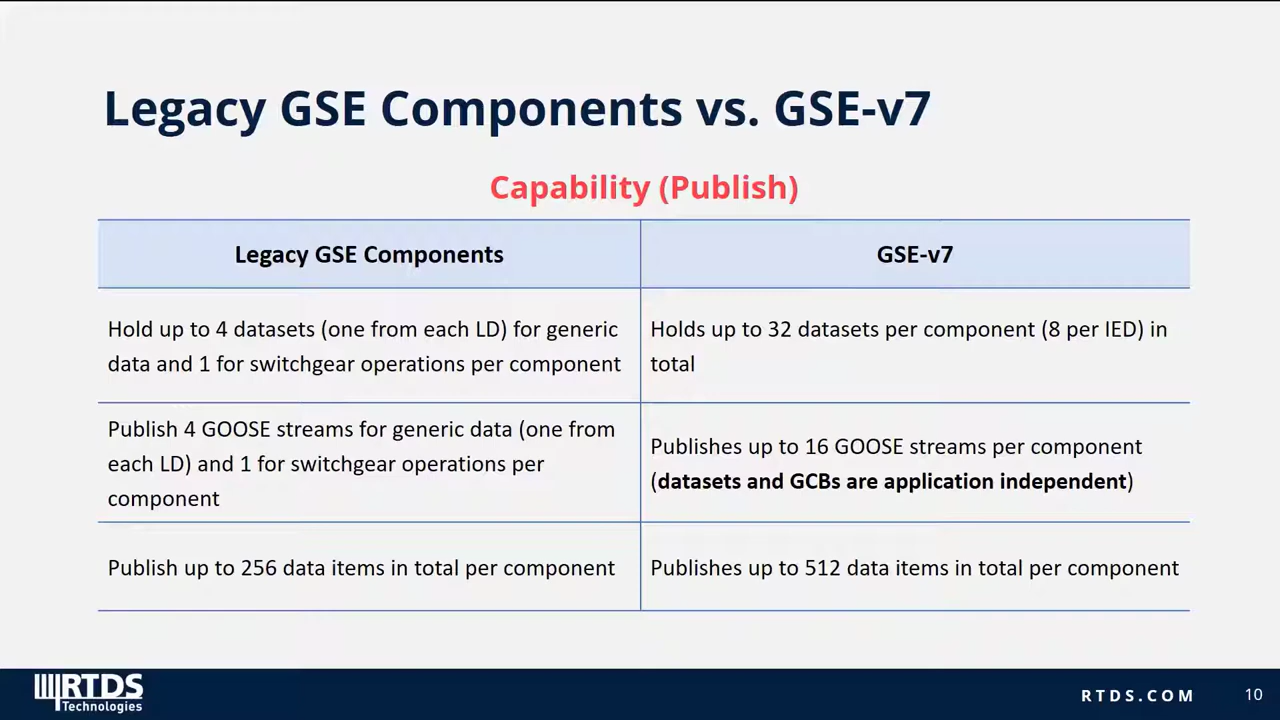 Legacy GSE Components vs. GSE-v7
Capability (Publish)
Legacy GSE Components
GSE-v7
Hold up to 4 datasets (one from each LD) for generic
data and 1 for switchgear operations per component
Holds up to 32 datasets per component (8 per IED) in
total
Publish 4 GOOSE streams for generic data (one from
each LD) and 1 for switchgear operations per
component
Publishes up to 16 GOOSE streams per component
(datasets and GCBs are application independent)
Publish up to 256 data items in total per component
Publishes up to 512 data items in total per component
RTDS
Technologies
RTDS.COM
10